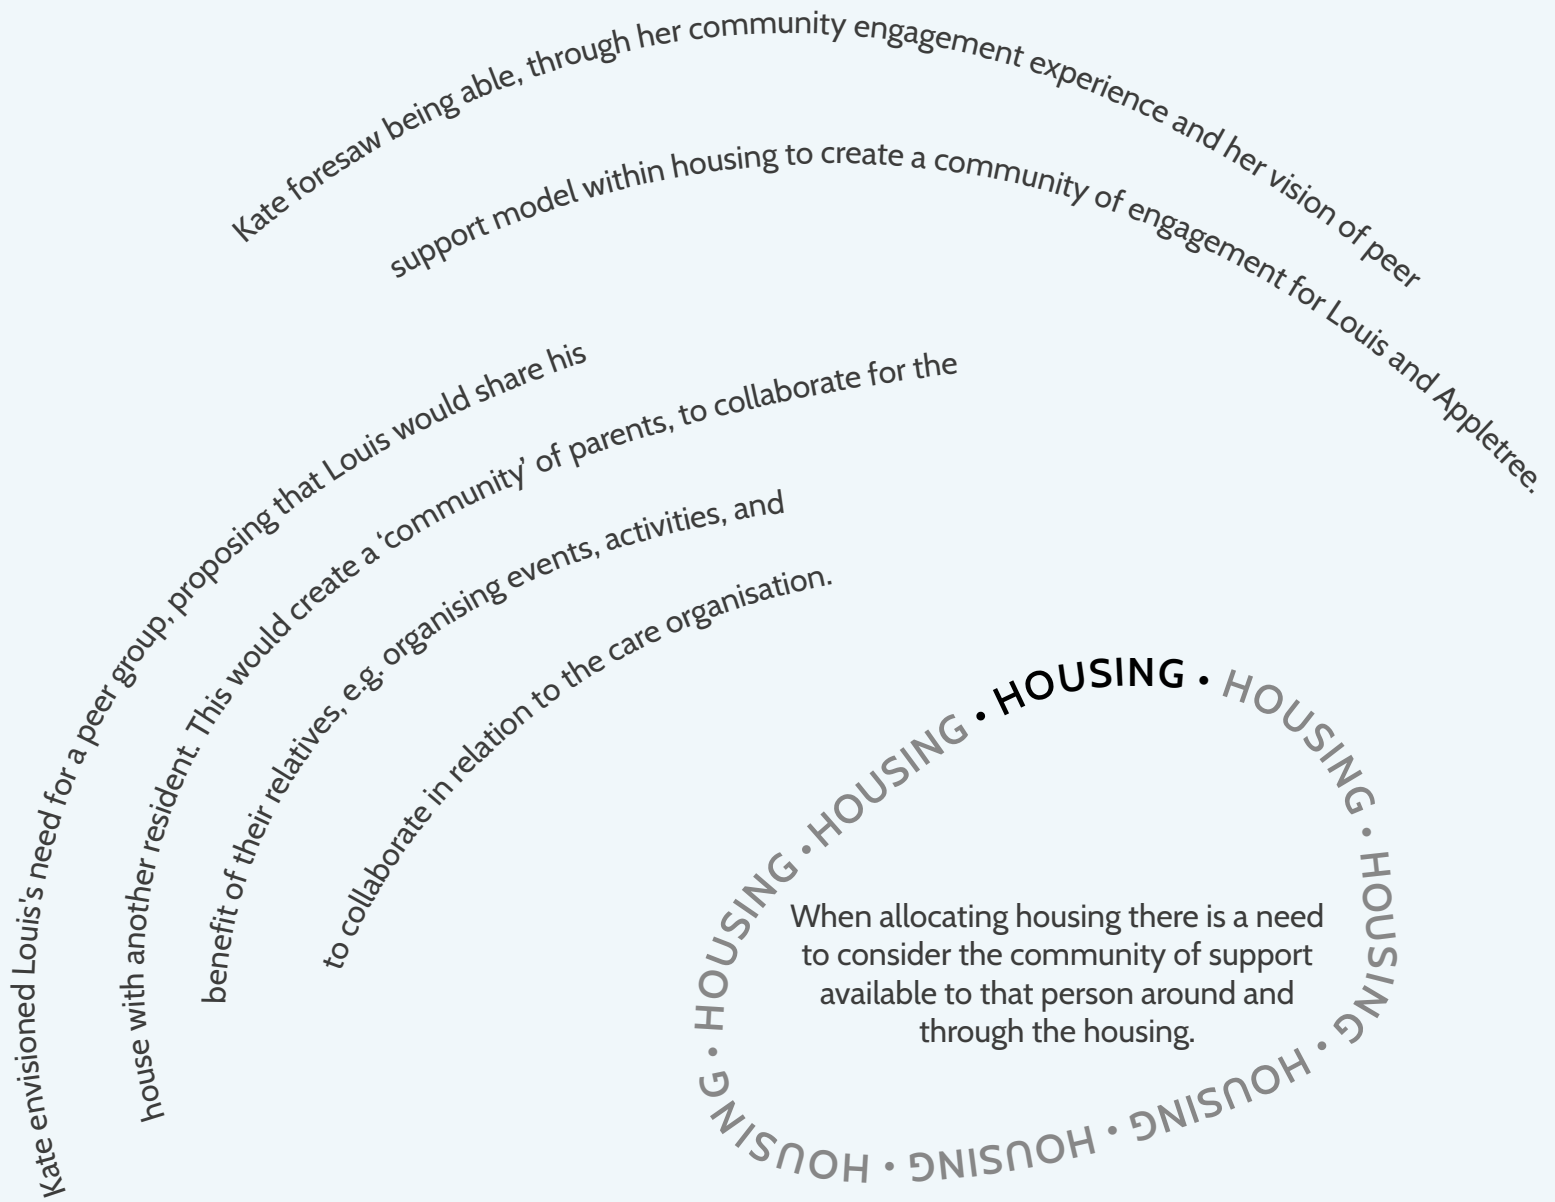 Kate foresaw being able, through her community engagement experience and her vision of peer
support model within housing to create a community of engagement for Louis and Appletree.
Kate envisioned Louis's need for a peer group, proposing that Louis would share his
house with another resident. This would create a ‘community’ of parents, to collaborate for the
benefit of their relatives, e.g. organising events, activities, and
to collaborate in relation to the care organisation.
• HOUSING • HOUSING • HOUSING • HOUSING • HOUSING • HOUSING • HOUSING • HOUSING
When allocating housing there is a need
to consider the community of support
available to that person around and
through the housing.